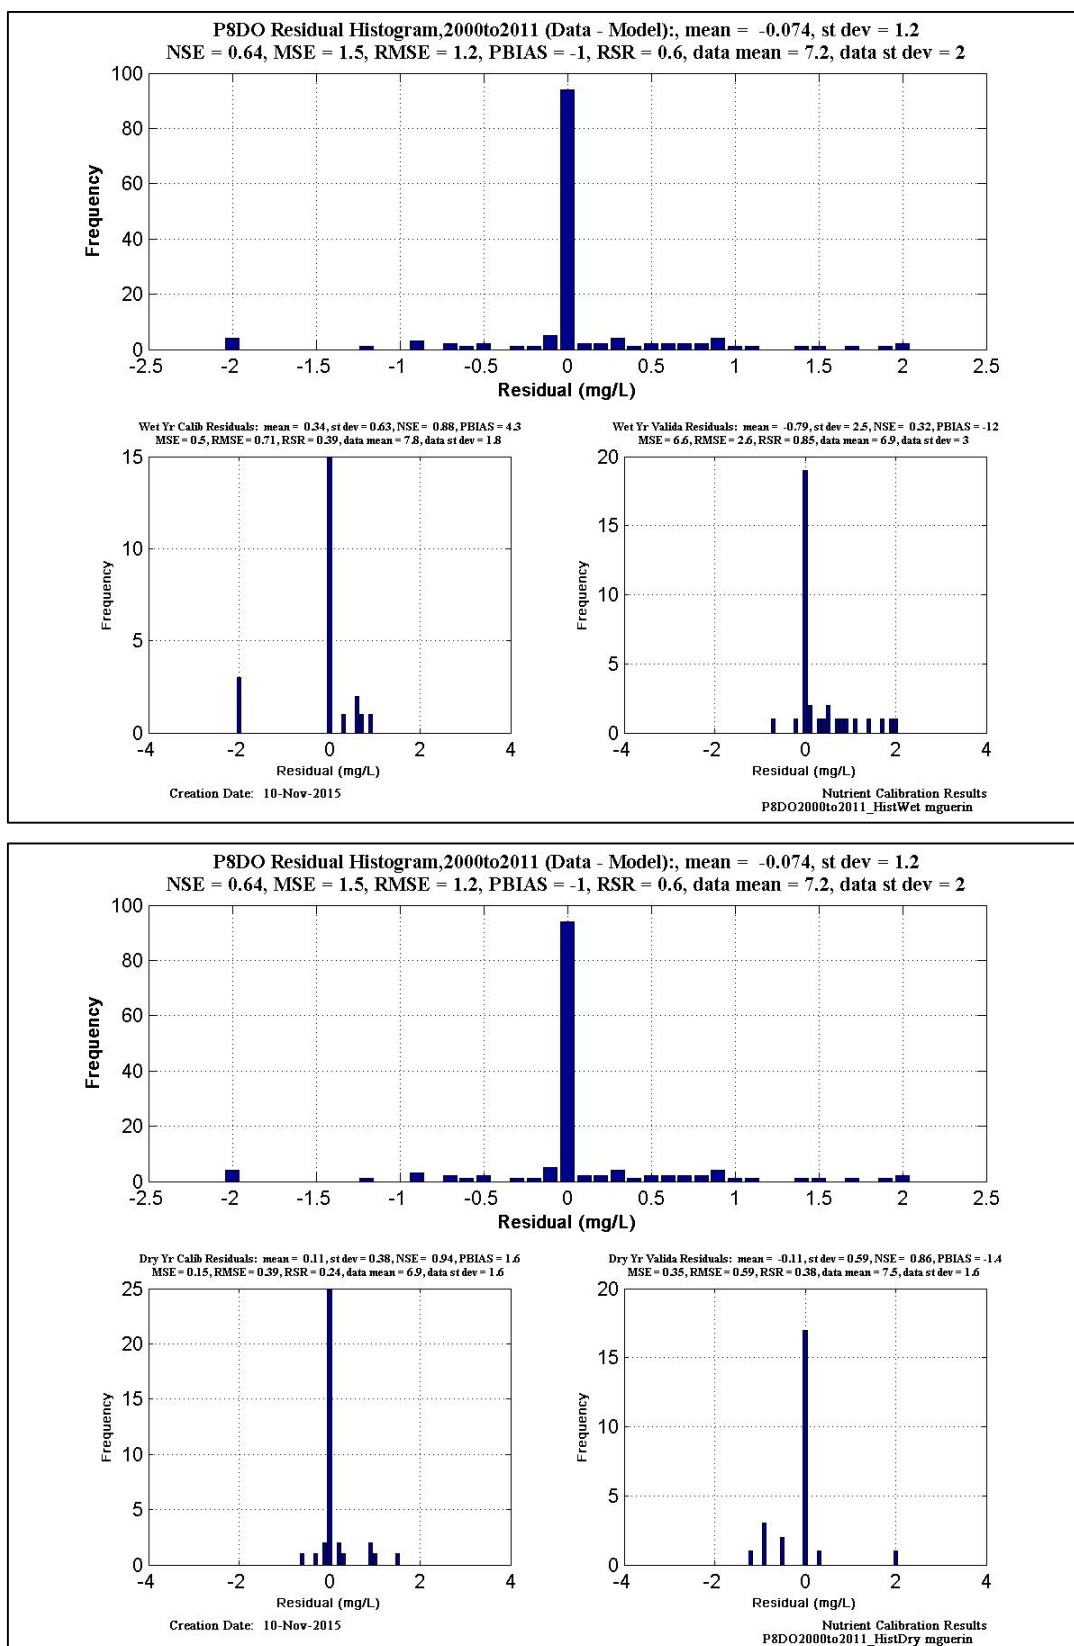 P8DO Residual Histogram,2000to2011 (Data - Model):, mean = -0.074, st dev = 1.2
NSE = 0.64, MSE = 1.5, RMSE = 1.2, PBIAS = -1, RSR = 0.6, data mean = 7.2, data st dev = 2
100
80
60
40
20
0
Frequency
-2.5 -2 -1.5 -1 -0.5 0 0.5 1 1.5 2 2.5
Residual (mg/L)
Wet Yr Calib Residuals: mean = 0.34, st dev = 0.63, NSE = 0.88, PBIAS = 4.3
MSE = 0.5, RMSE = 0.71, RSR = 0.39, data mean = 7.8, data st dev = 1.8
15
10
5
0
Frequency
-4 -2 0 2 4
Residual (mg/L)
Creation Date: 10-Nov-2015
Wet Yr Valida Residuals: mean = -0.79, st dev = 2.5, NSE = 0.32, PBIAS = -12
MSE = 6.6, RMSE = 2.6, RSR = 0.85, data mean = 6.9, data st dev = 3
20
15
10
5
0
Frequency
-4 -2 0 2 4
Residual (mg/L)
Nutrient Calibration Results
P8DO2000to2011_HistWet mguerin
P8DO Residual Histogram,2000to2011 (Data - Model):, mean = -0.074, st dev = 1.2
NSE = 0.64, MSE = 1.5, RMSE = 1.2, PBIAS = -1, RSR = 0.6, data mean = 7.2, data st dev = 2
100
80
60
40
20
0
Frequency
-2.5 -2 -1.5 -1 -0.5 0 0.5 1 1.5 2 2.5
Residual (mg/L)
Dry Yr Calib Residuals: mean = 0.11, st dev = 0.38, NSE = 0.94, PBIAS = 1.6
MSE = 0.15, RMSE = 0.39, RSR = 0.24, data mean = 6.9, data st dev = 1.6
25
20
15
10
5
0
Frequency
-4 -2 0 2 4
Residual (mg/L)
Creation Date: 10-Nov-2015
Dry Yr Valida Residuals: mean = -0.11, st dev = 0.59, NSE = 0.86, PBIAS = -1.4
MSE = 0.35, RMSE = 0.59, RSR = 0.38, data mean = 7.5, data st dev = 1.6
20
15
10
5
0
Frequency
-4 -2 0 2 4
Residual (mg/L)
Nutrient Calibration Results
P8DO2000to2011_HistDry mguerin